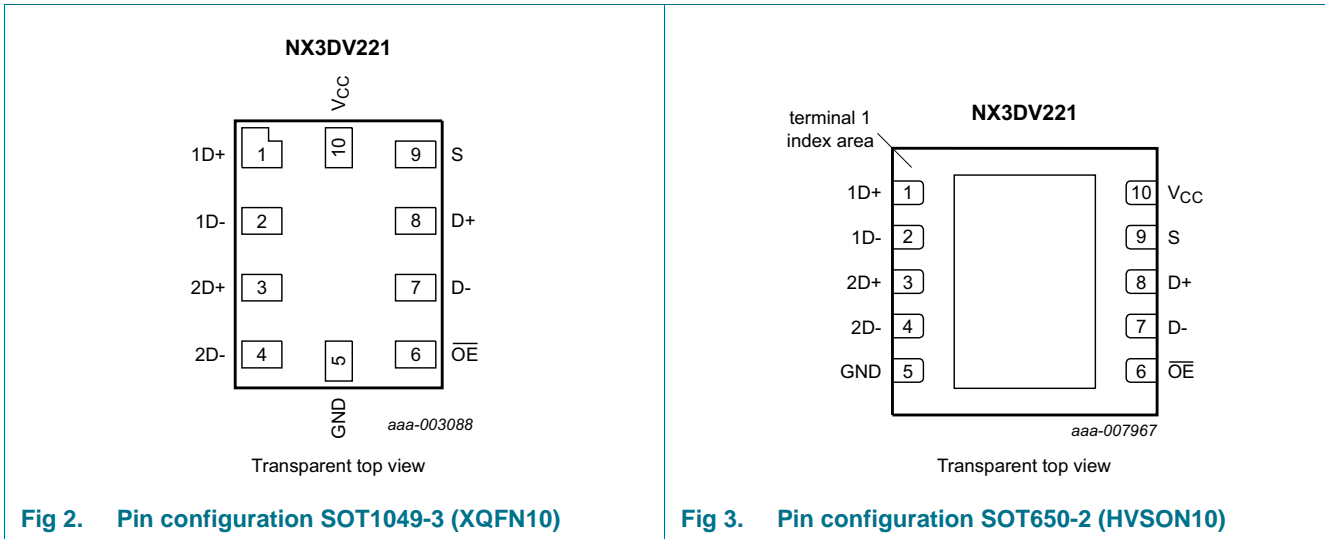 NX3DV221
VCC
1D+ 1 10 9 S
1D- 2 8 D+
2D+ 3 7 D-
2D- 4 5 6 OE
GND
aaa-003088
Transparent top view
Fig 2. Pin configuration SOT1049-3 (XQFN10)
NX3DV221
terminal 1
index area
1D+ 1 10 VCC
1D- 2 9 S
2D+ 3 8 D+
2D- 4 7 D-
GND 5 6 OE
aaa-007967
Transparent top view
Fig 3. Pin configuration SOT650-2 (HVSON10)